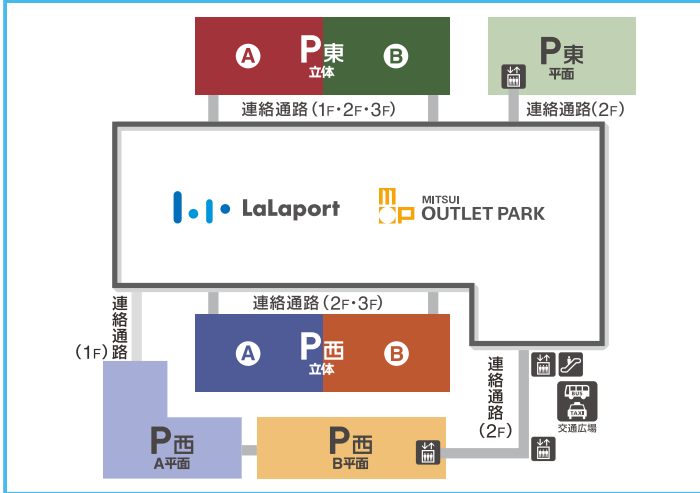 A
P東
立体
B
P東
平面
連絡通路(1F・2F・3F)
連絡通路(2F)
LaLaport
MITSUI
OUTLET PARK
連絡通路(2F・3F)
連絡通路
(1F)
A
P西
立体
B
連絡通路
(2F)
BUS
TAXI
交通広場
P西
A平面
P西
B平面